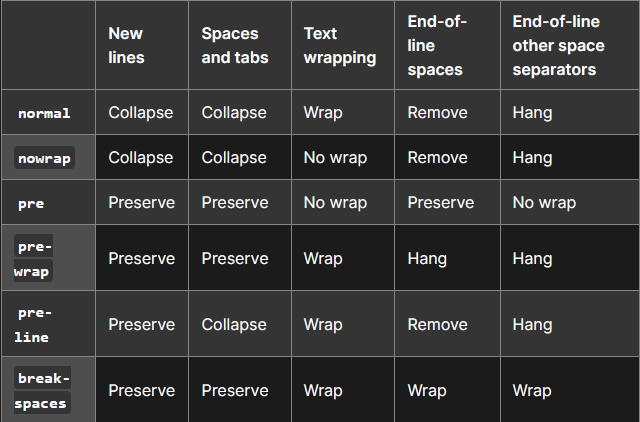 New lines	Spaces and tabs	Text wrapping	End-of-line spaces	End-of-line other space separators
normal	Collapse	Collapse	Wrap	Remove	Hang
nowrap	Collapse	Collapse	No wrap	Remove	Hang
pre	Preserve	Preserve	No wrap	Preserve	No wrap
pre-wrap	Preserve	Preserve	Wrap	Hang	Hang
pre-line	Preserve	Collapse	Wrap	Remove	Hang
break-spaces	Preserve	Preserve	Wrap	Wrap	Wrap